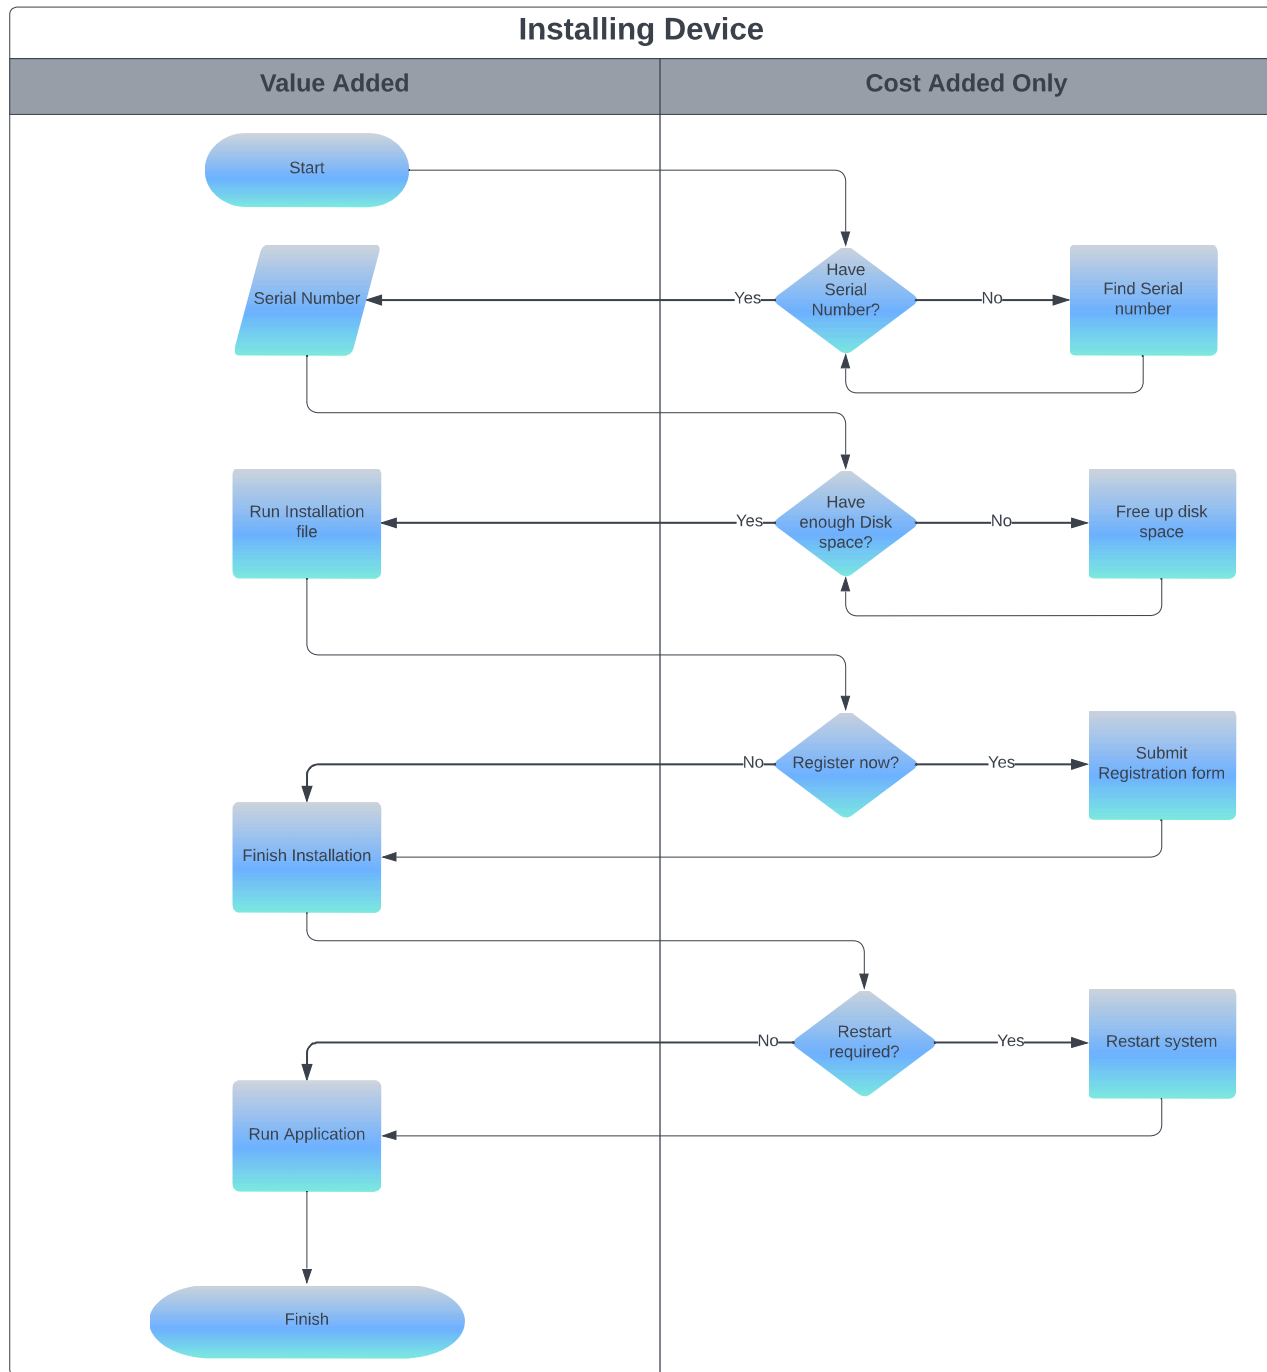 Installing Device
Value Added
Cost Added Only
Start
Have
Serial
Number?
Find Serial
number
Serial Number
Yes
No
Have
enough Disk
space?
Run Installation
file
Free up disk
space
Yes
No
Register now?
Submit
Registration form
No
Yes
Finish Installation
Restart
required?
Restart system
No
Yes
Run Application
Finish